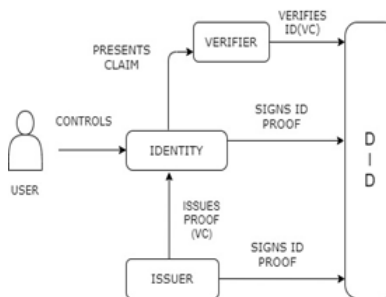 VERIFIES
ID(VC)
VERIFIER
PRESENTS
CLAIM
SIGNS ID
PROOF
CONTROLS
IDENTITY
DID
USER
ISSUES
PROOF
(VC)
SIGNS ID
PROOF
ISSUER